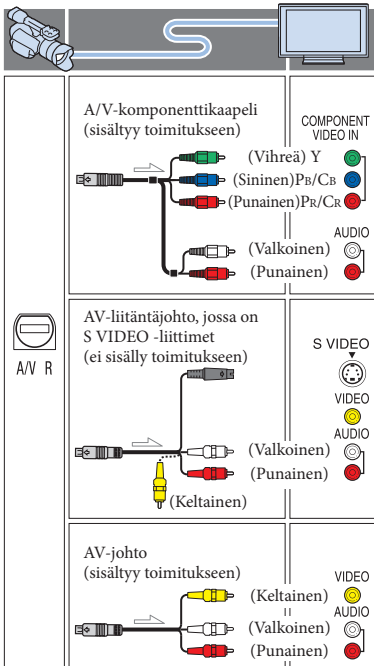 A/V-komponenttikaapeli
(sisältyy toimitukseen)
COMPONENT
VIDEO IN
(Vihreä) Y
(Sininen)PB/CB
(Punainen)PR/CR
AUDIO
(Valkoinen)
(Punainen)
A/V R
AV-liitäntäjohto, jossa on
S VIDEO -liittimet
(ei sisälly toimitukseen)
S VIDEO
VIDEO
AUDIO
(Valkoinen)
(Punainen)
(Keltainen)
AV-johto
(sisältyy toimitukseen)
VIDEO
(Keltainen)
AUDIO
(Valkoinen)
(Punainen)